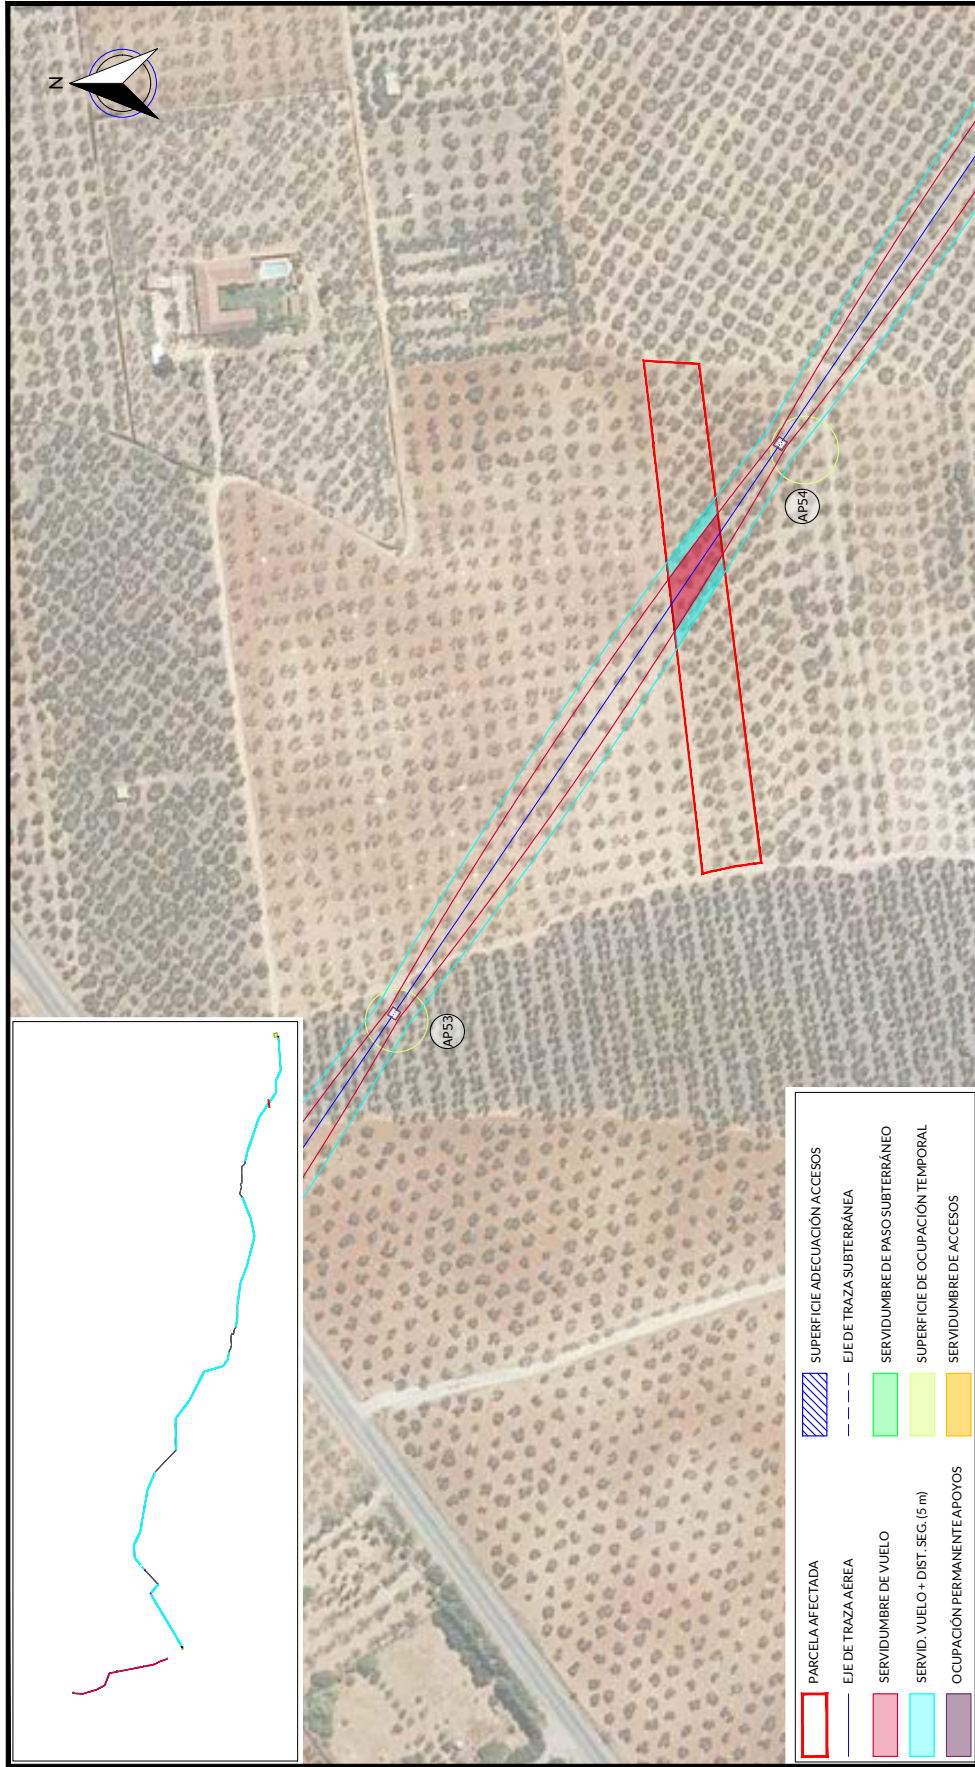 N
AP54
AP53
PARCELA AFECTADA
EJE DE TRAZA AÉREA
SERVIDUMBRE DE VUELO
SERVID. VUELO + DIST. SEG. (5 m)
OCUPACIÓN PERMANENTE APOYOS
SUPERFICIE ADECUACIÓN ACCESOS
EJE DE TRAZA SUBTERRÁNEA
SERVIDUMBRE DE PASO SUBTERRÁNEO
SUPERFICIE DE OCUPACIÓN TEMPORAL
SERVIDUMBRE DE ACCESOS